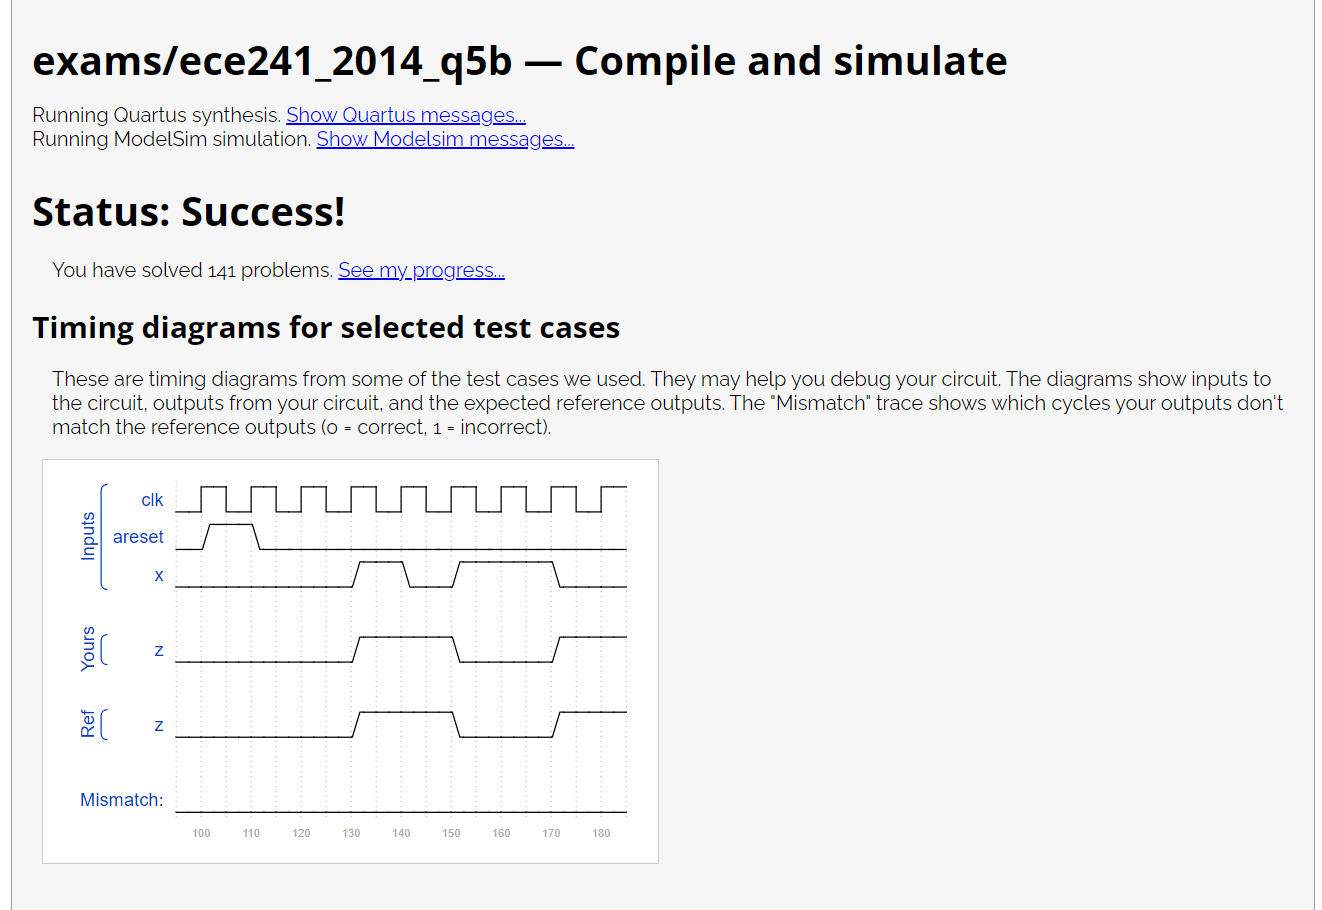 exams/ece241_2014_q5b — Compile and simulate
Running Quartus synthesis. Show Quartus messages...
Running ModelSim simulation. Show Modelsim messages...
Status: Success!
You have solved 141 problems. See my progress...
Timing diagrams for selected test cases
These are timing diagrams from some of the test cases we used. They may help you debug your circuit. The diagrams show inputs to
the circuit, outputs from your circuit, and the expected reference outputs. The "Mismatch" trace shows which cycles your outputs don't
match the reference outputs (0 = correct, 1 = incorrect).
Inputs
clk
areset
x
Yours
z
Ref
z
Mismatch:
100 110 120 130 140 150 160 170 180